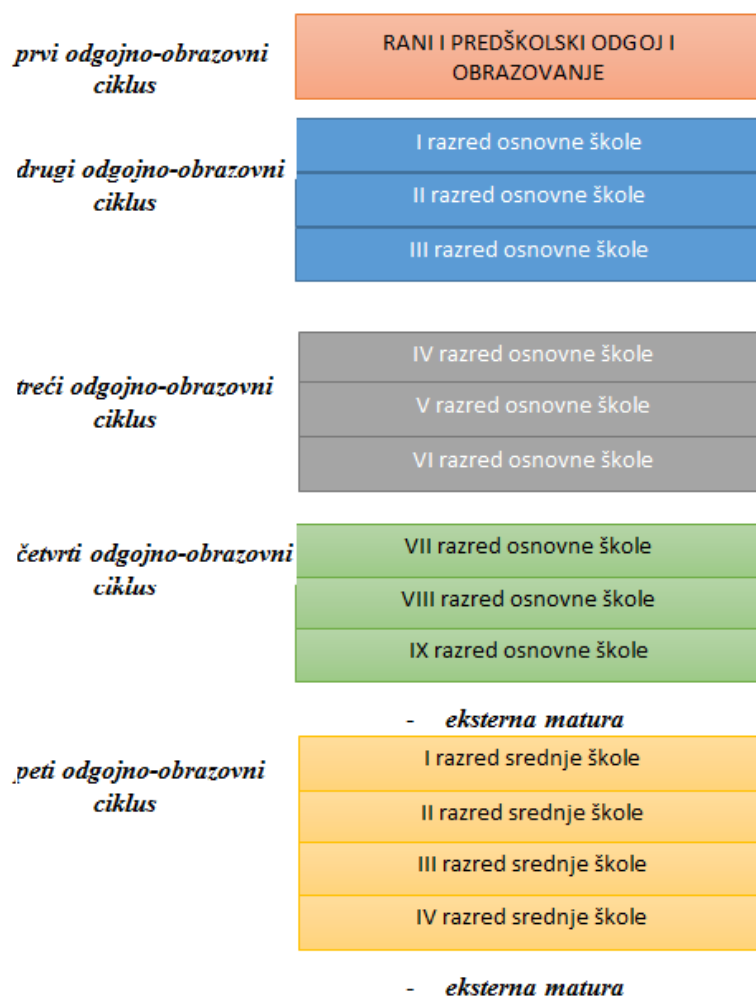 prvi odgojno-obrazovni
ciklus
RANI I PREDŠKOLSKI ODGOJ I
OBRAZOVANJE
drugi odgojno-obrazovni
ciklus
I razred osnovne škole
II razred osnovne škole
III razred osnovne škole
treći odgojno-obrazovni
ciklus
IV razred osnovne škole
V razred osnovne škole
VI razred osnovne škole
četvrti odgojno-obrazovni
ciklus
VII razred osnovne škole
VIII razred osnovne škole
IX razred osnovne škole
- eksterna matura
peti odgojno-obrazovni
ciklus
I razred srednje škole
II razred srednje škole
III razred srednje škole
IV razred srednje škole
- eksterna matura